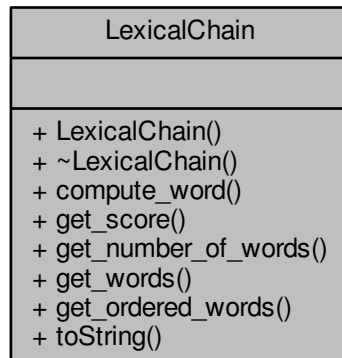 LexicalChain
+ LexicalChain()
+ ~LexicalChain()
+ compute_word()
+ get_score()
+ get_number_of_words()
+ get_words()
+ get_ordered_words()
+ toString()